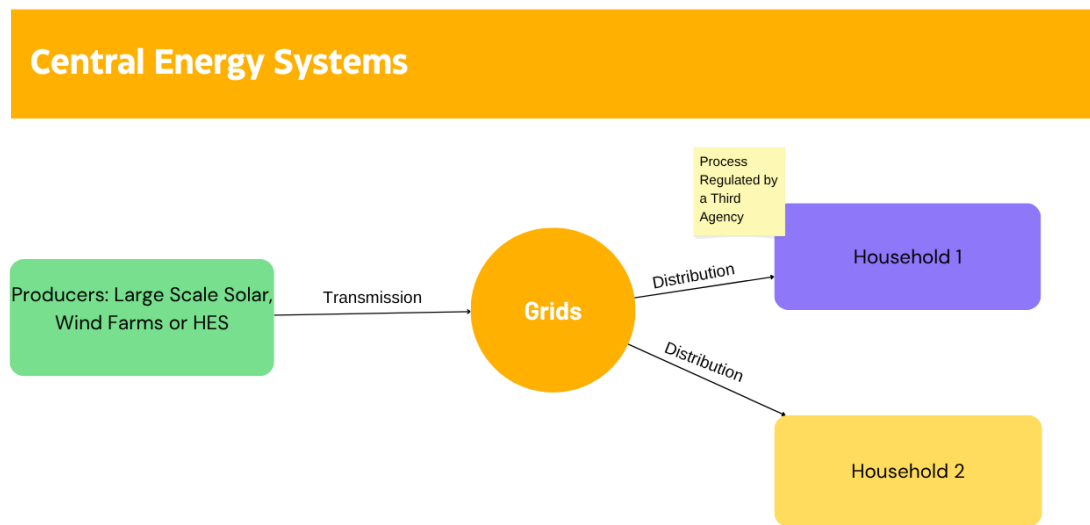 Central Energy Systems
Process
Regulated by
a Third
Agency
Household 1
Distribution
Producers: Large Scale Solar,
Wind Farms or HES
Transmission
Grids
Distribution
Household 2